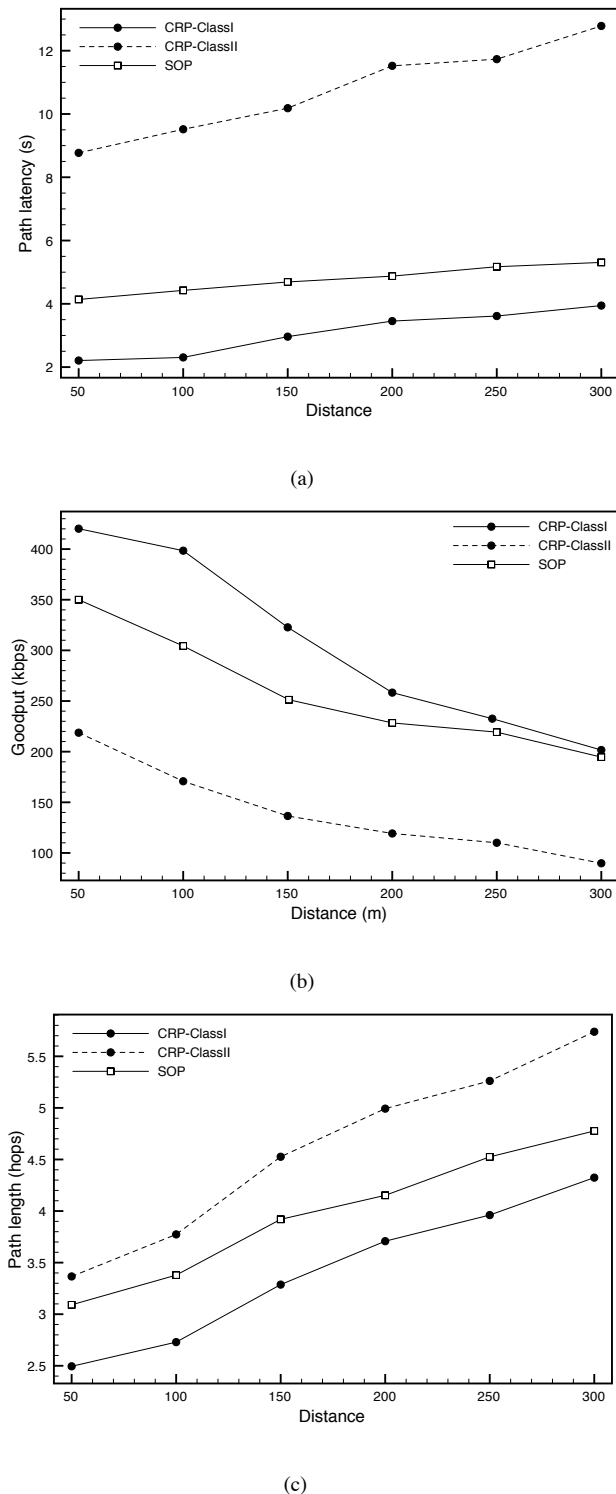 CRP-ClassI
CRP-ClassII
SOP
12
10
8
6
4
2
Path latency (s)
50 100 150 200 250 300
Distance
(a)
CRP-ClassI
CRP-ClassII
SOP
400
350
300
250
200
150
100
Goodput (kbps)
50 100 150 200 250 300
Distance (m)
(b)
CRP-ClassI
CRP-ClassII
SOP
5.5
5
4.5
4
3.5
3
2.5
Path length (hops)
50 100 150 200 250 300
Distance
(c)